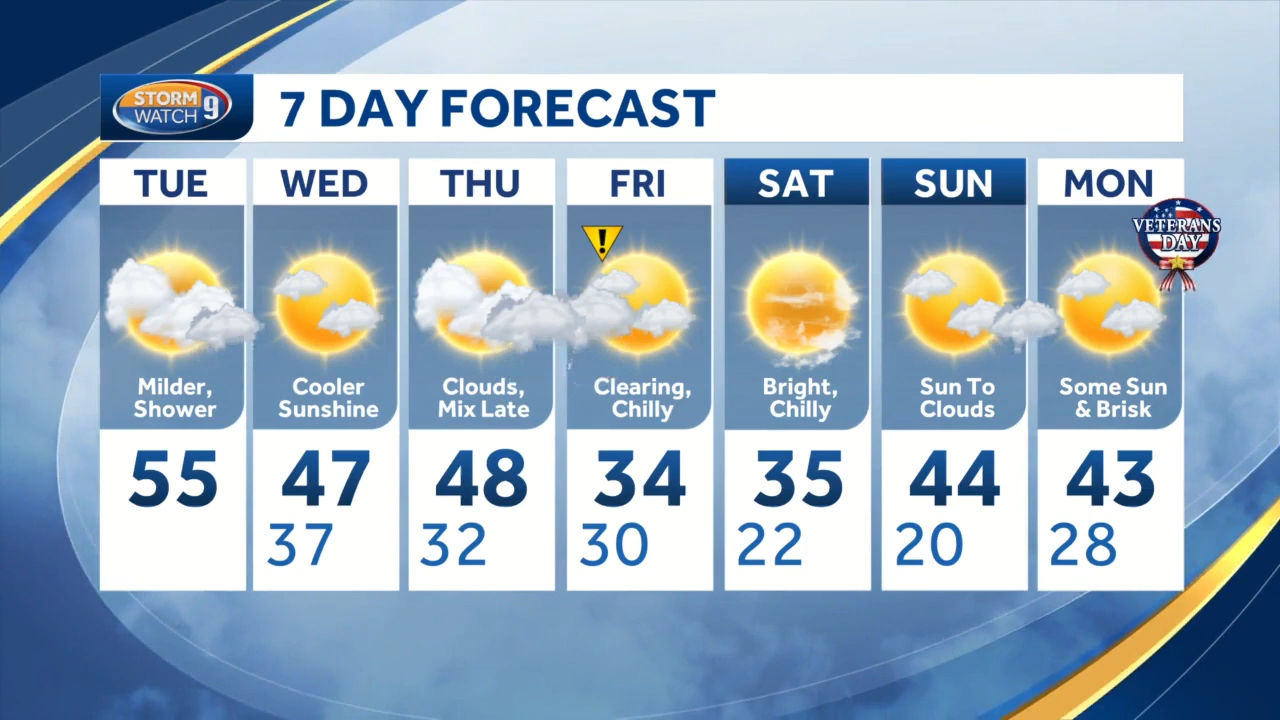 STORM
WATCH 9
7 DAY FORECAST
TUE
Milder,
Shower
55
WED
Cooler
Sunshine
47
37
THU
Clouds,
Mix Late
48
32
FRI
!
Clearing,
Chilly
34
30
SAT
Bright,
Chilly
35
22
SUN
Sun To
Clouds
44
20
MON
VETERANS
DAY
Some Sun
& Brisk
43
28